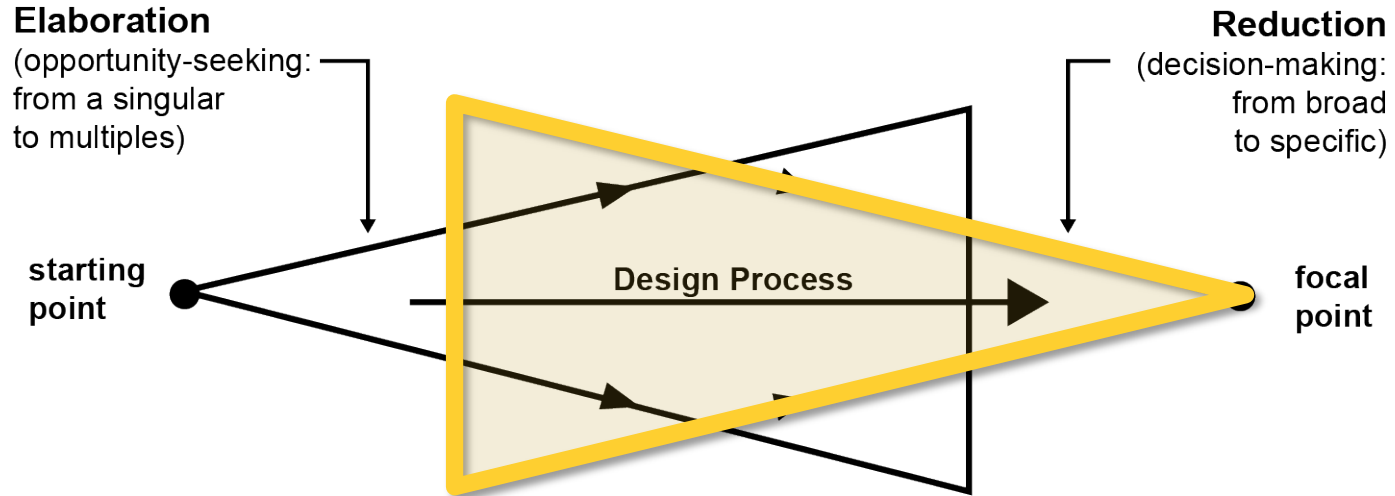 Elaboration
(opportunity-seeking:
from a singular
to multiples)
Reduction
(decision-making:
from broad
to specific)
starting
point
Design Process
focal
point